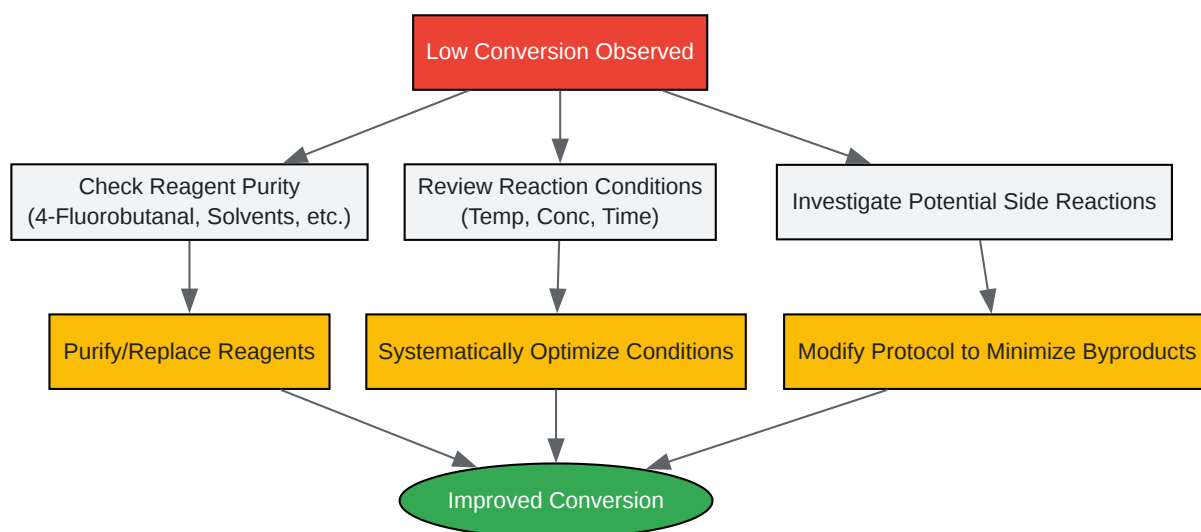 Low Conversion Observed
Check Reagent Purity
(4-Fluorobutanal, Solvents, etc.)
Review Reaction Conditions
(Temp, Conc, Time)
Investigate Potential Side Reactions
Purify/Replace Reagents
Systematically Optimize Conditions
Modify Protocol to Minimize Byproducts
Improved Conversion